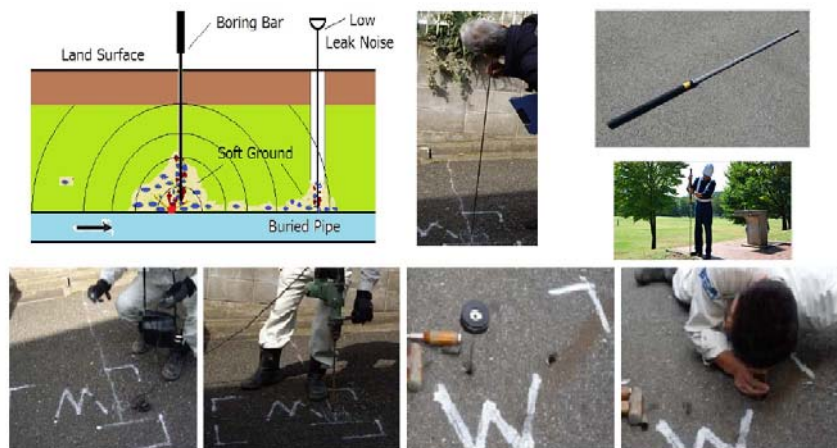 Boring Bar
Low
Leak Noise
Land Surface
Soft Ground
Buried Pipe
W
W
W
W